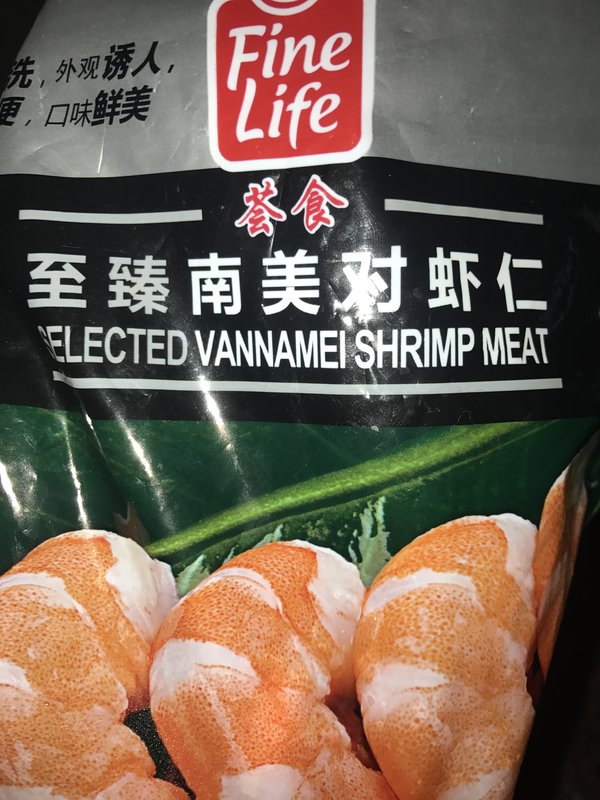 洗，外观诱人，
更，口味鲜美
Fine
Life
荟食
至臻南美对虾仁
SELECTED VANNAMEI SHRIMP MEAT